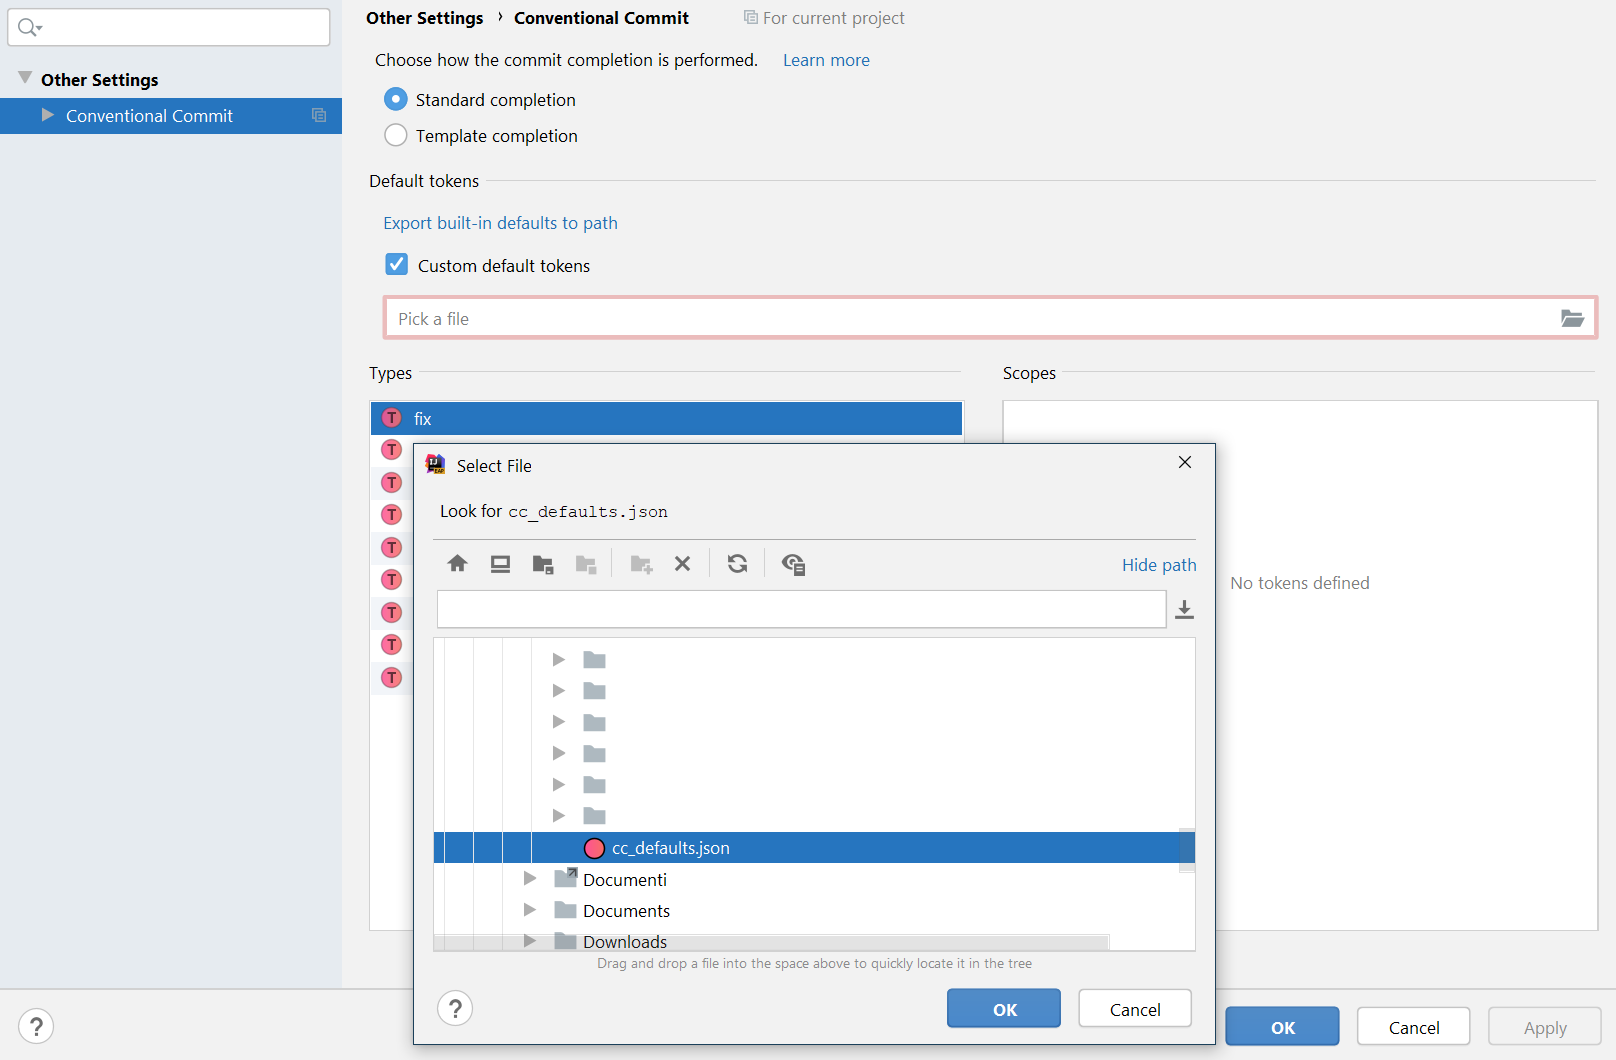 Other Settings › Conventional Commit For current project
Other Settings
Conventional Commit
Choose how the commit completion is performed. Learn more
Standard completion
Template completion
Default tokens
Export built-in defaults to path
Custom default tokens
Pick a file
Types
T fix
T
T
T
T
T
T
T
T
Scopes
No tokens defined
Select File
Look for cc_defaults.json
Hide path
cc_defaults.json
Documenti
Documents
Downloads
Drag and drop a file into the space above to quickly locate it in the tree
? OK Cancel
? OK Cancel Apply